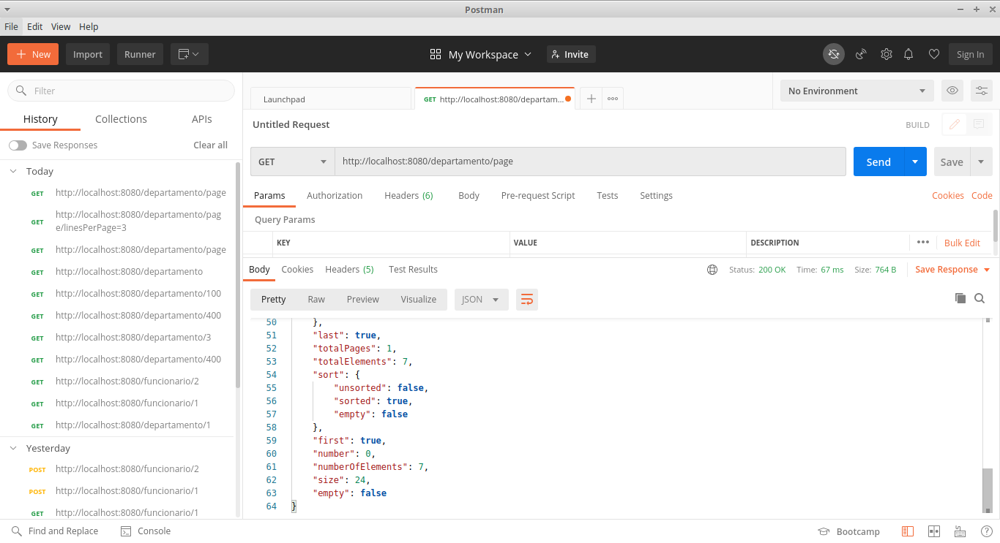 Postman
File Edit View Help
New Import Runner My Workspace Invite Sign In
Filter
History Collections APIs
Save Responses Clear all
Today
GET http://localhost:8080/departamento/page
GET http://localhost:8080/departamento/pag
e/linesPerPage=3
GET http://localhost:8080/departamento/page
GET http://localhost:8080/departamento
GET http://localhost:8080/departamento/100
GET http://localhost:8080/departamento/400
GET http://localhost:8080/departamento/3
GET http://localhost:8080/departamento/400
GET http://localhost:8080/funcionario/2
GET http://localhost:8080/funcionario/1
GET http://localhost:8080/departamento/1
Yesterday
POST http://localhost:8080/funcionario/2
POST http://localhost:8080/funcionario/1
GET http://localhost:8080/funcionario/1
Launchpad GET http://localhost:8080/departam... No Environment
Untitled Request BUILD
GET http://localhost:8080/departamento/page Send Save
Params Authorization Headers (6) Body Pre-request Script Tests Settings Cookies Code
Query Params
KEY VALUE DESCRIPTION Bulk Edit
Body Cookies Headers (5) Test Results Status: 200 OK Time: 67 ms Size: 764 B Save Response
Pretty Raw Preview Visualize JSON
50 },
51 "last": true,
52 "totalPages": 1,
53 "totalElements": 7,
54 "sort": {
55 "unsorted": false,
56 "sorted": true,
57 "empty": false
58 },
59 "first": true,
60 "number": 0,
61 "numberOfElements": 7,
62 "size": 24,
63 "empty": false
64 }
Find and Replace Console Bootcamp